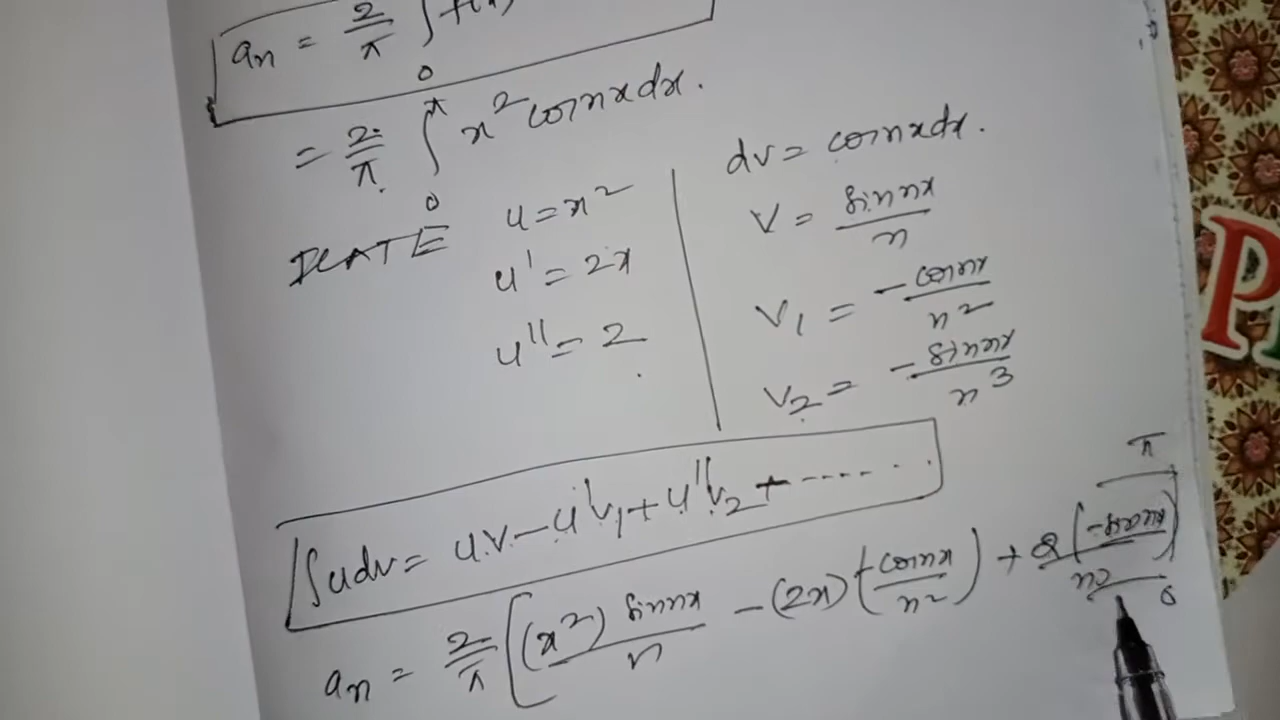 an = 2/π ∫0 f(x)
= 2/π ∫0^π x² cos nx dx.
ILATE
u = x²
u' = 2x
u'' = 2
dv = cos nx dx.
v = sin nx / n
v₁ = -cos nx / n²
v₂ = -sin nx / n³
∫udv = uv - u'v₁ + u''v₂ + ......
an = 2/π [(x²) sin nx / n - (2x)(-cos nx / n²) + 2(-sin nx / n³)]0^π
P